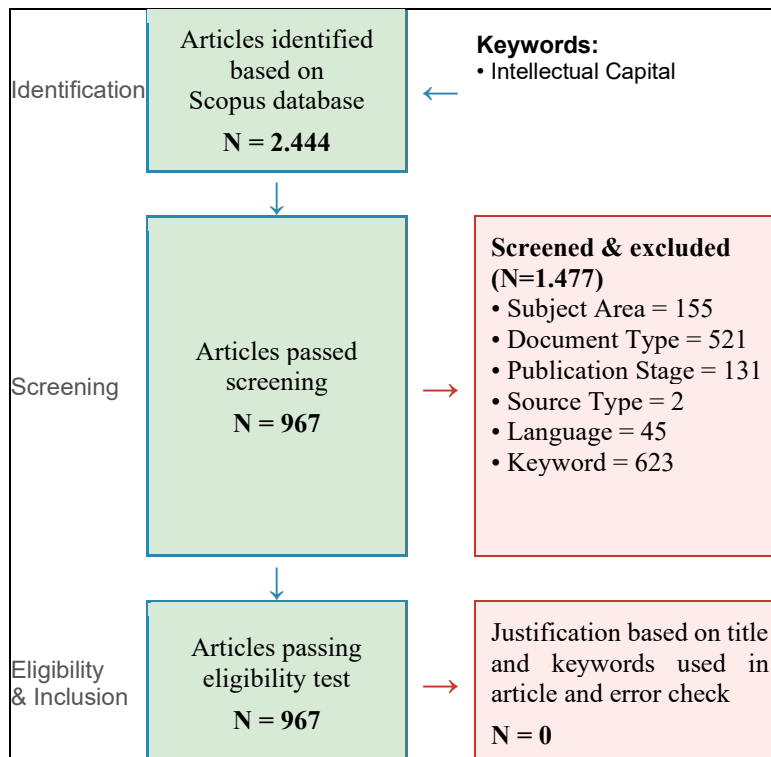 Identification
Articles identified
based on
Scopus database
N = 2.444
Keywords:
• Intellectual Capital
Screening
Articles passed
screening
N = 967
Screened & excluded
(N=1.477)
• Subject Area = 155
• Document Type = 521
• Publication Stage = 131
• Source Type = 2
• Language = 45
• Keyword = 623
Eligibility
& Inclusion
Articles passing
eligibility test
N = 967
Justification based on title
and keywords used in
article and error check
N = 0